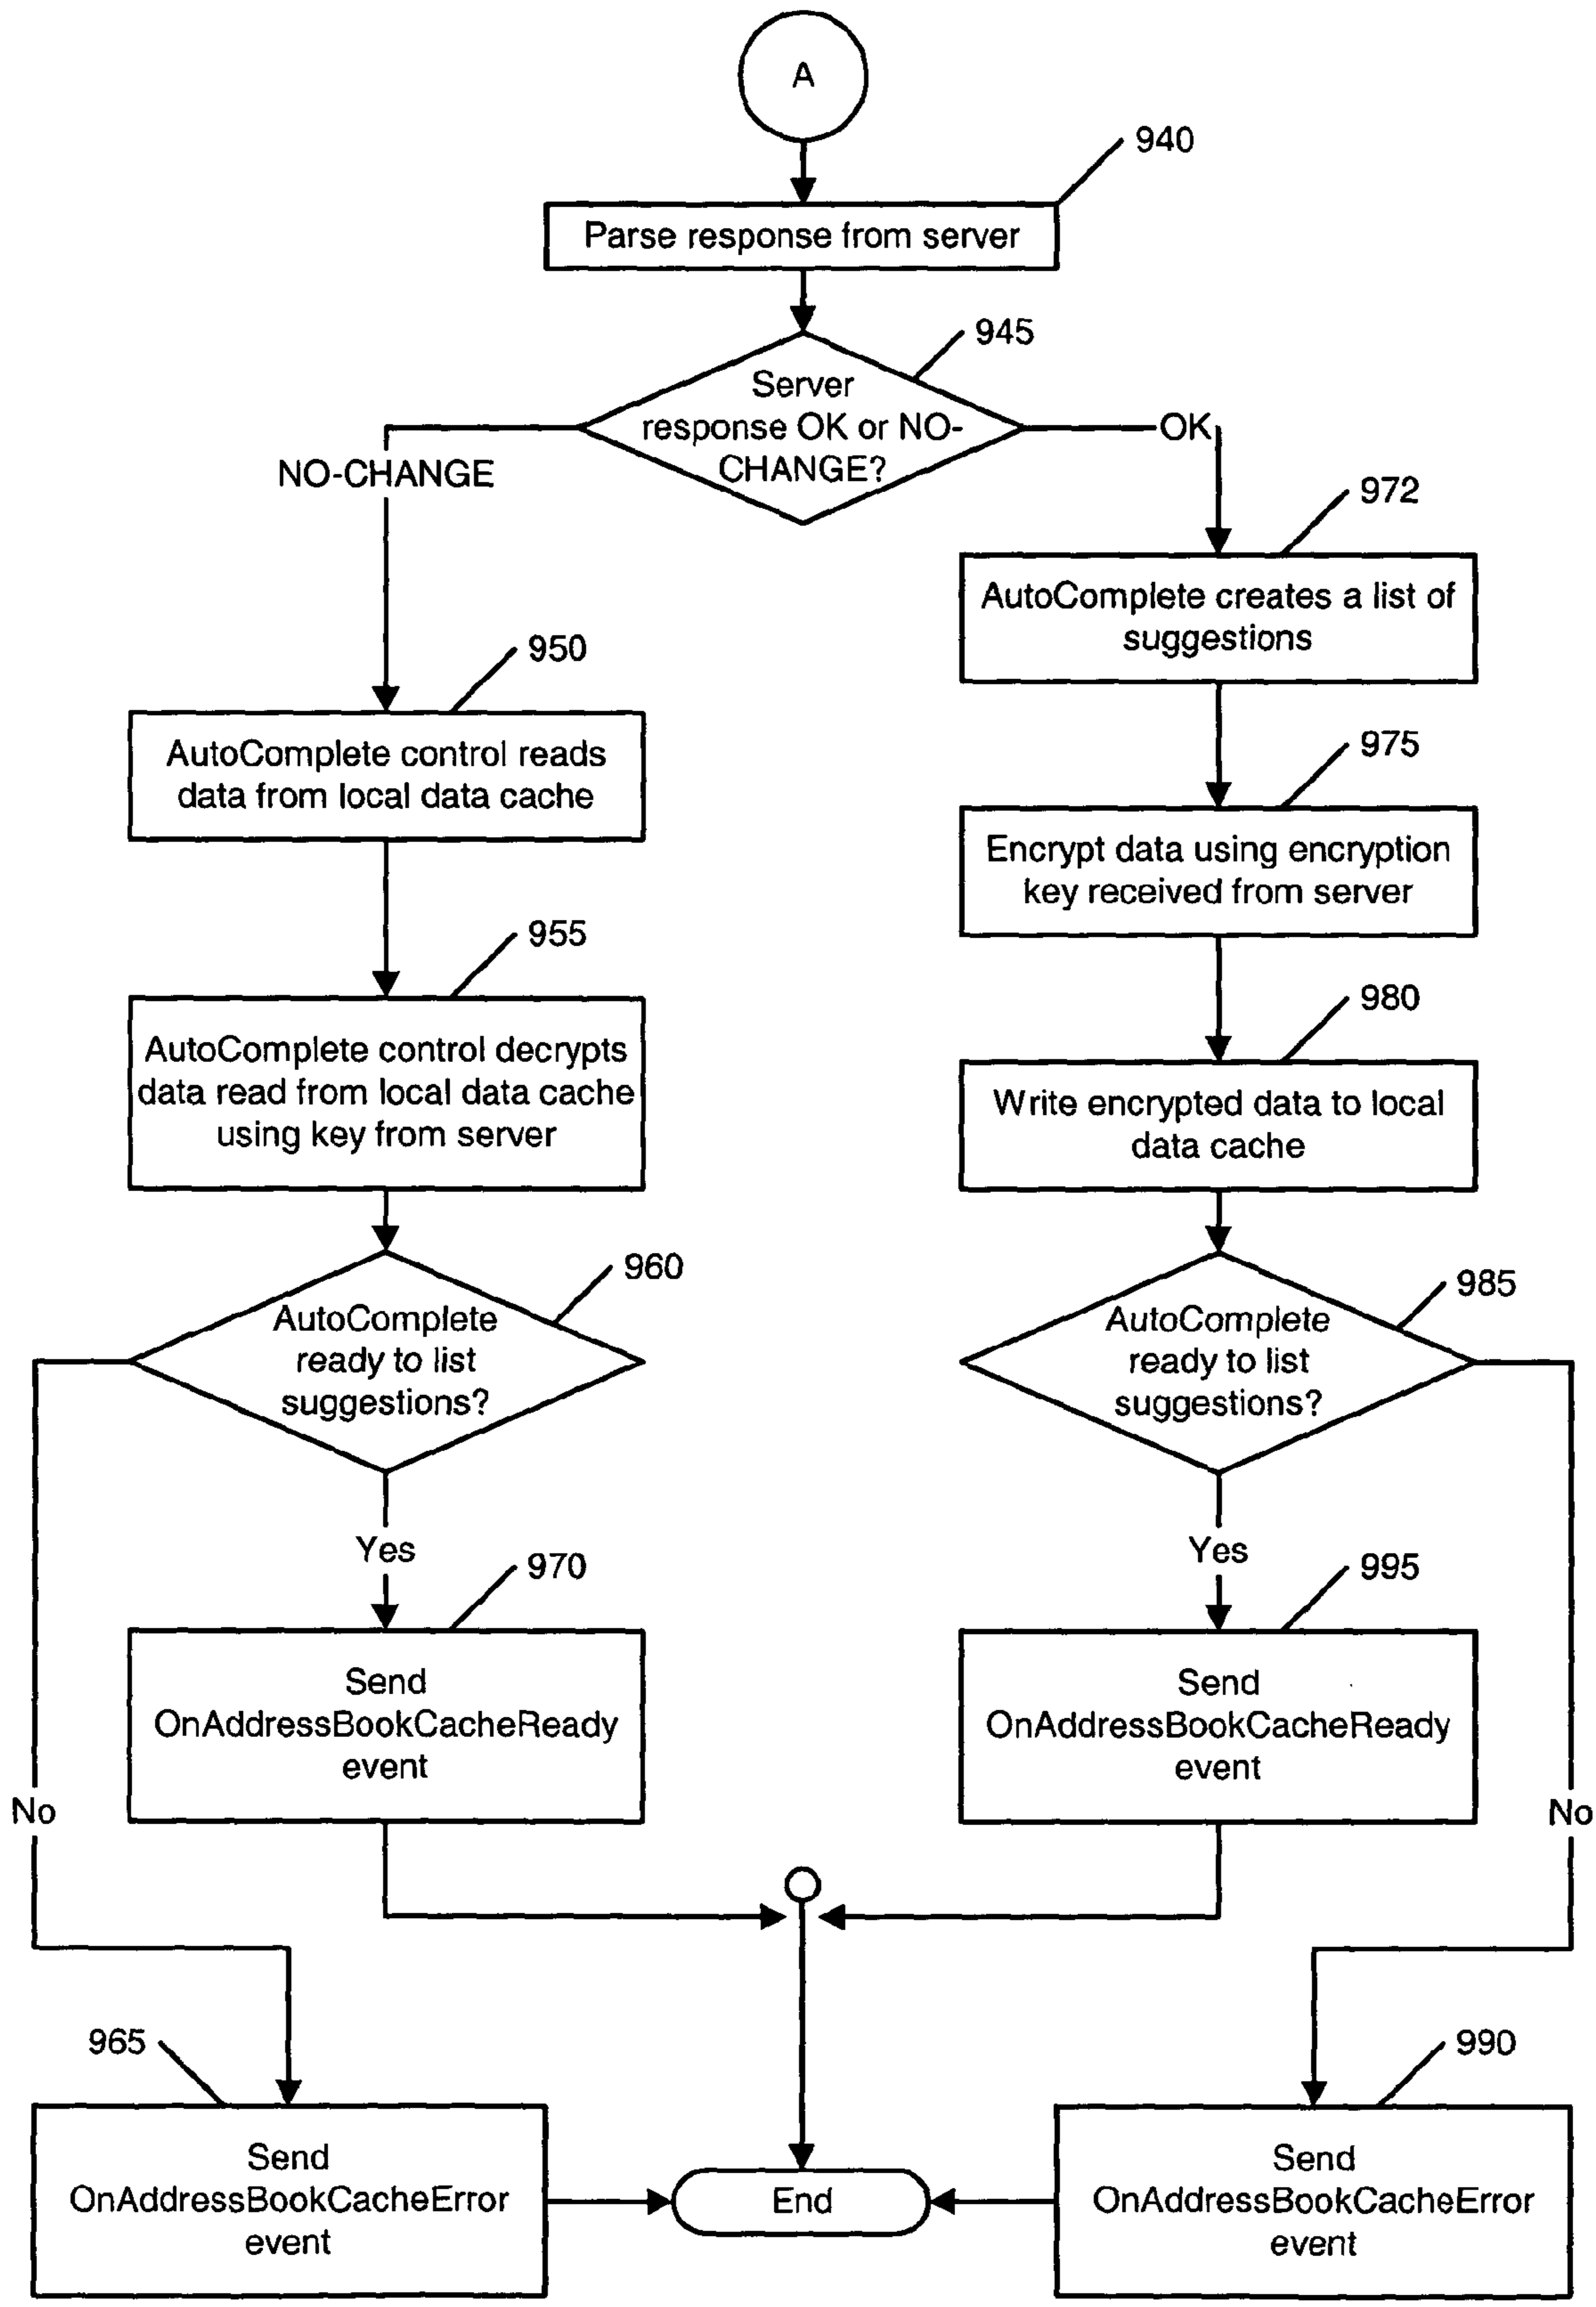 A
940
Parse response from server
945
Server
response OK or NO-
CHANGE?
NO-CHANGE
OK
972
AutoComplete creates a list of
suggestions
950
AutoComplete control reads
data from local data cache
975
Encrypt data using encryption
key received from server
955
AutoComplete control decrypts
data read from local data cache
using key from server
980
Write encrypted data to local
data cache
960
AutoComplete
ready to list
suggestions?
985
AutoComplete
ready to list
suggestions?
Yes
970
Send
OnAddressBookCacheReady
event
Yes
995
Send
OnAddressBookCacheReady
event
No
No
965
Send
OnAddressBookCacheError
event
End
990
Send
OnAddressBookCacheError
event